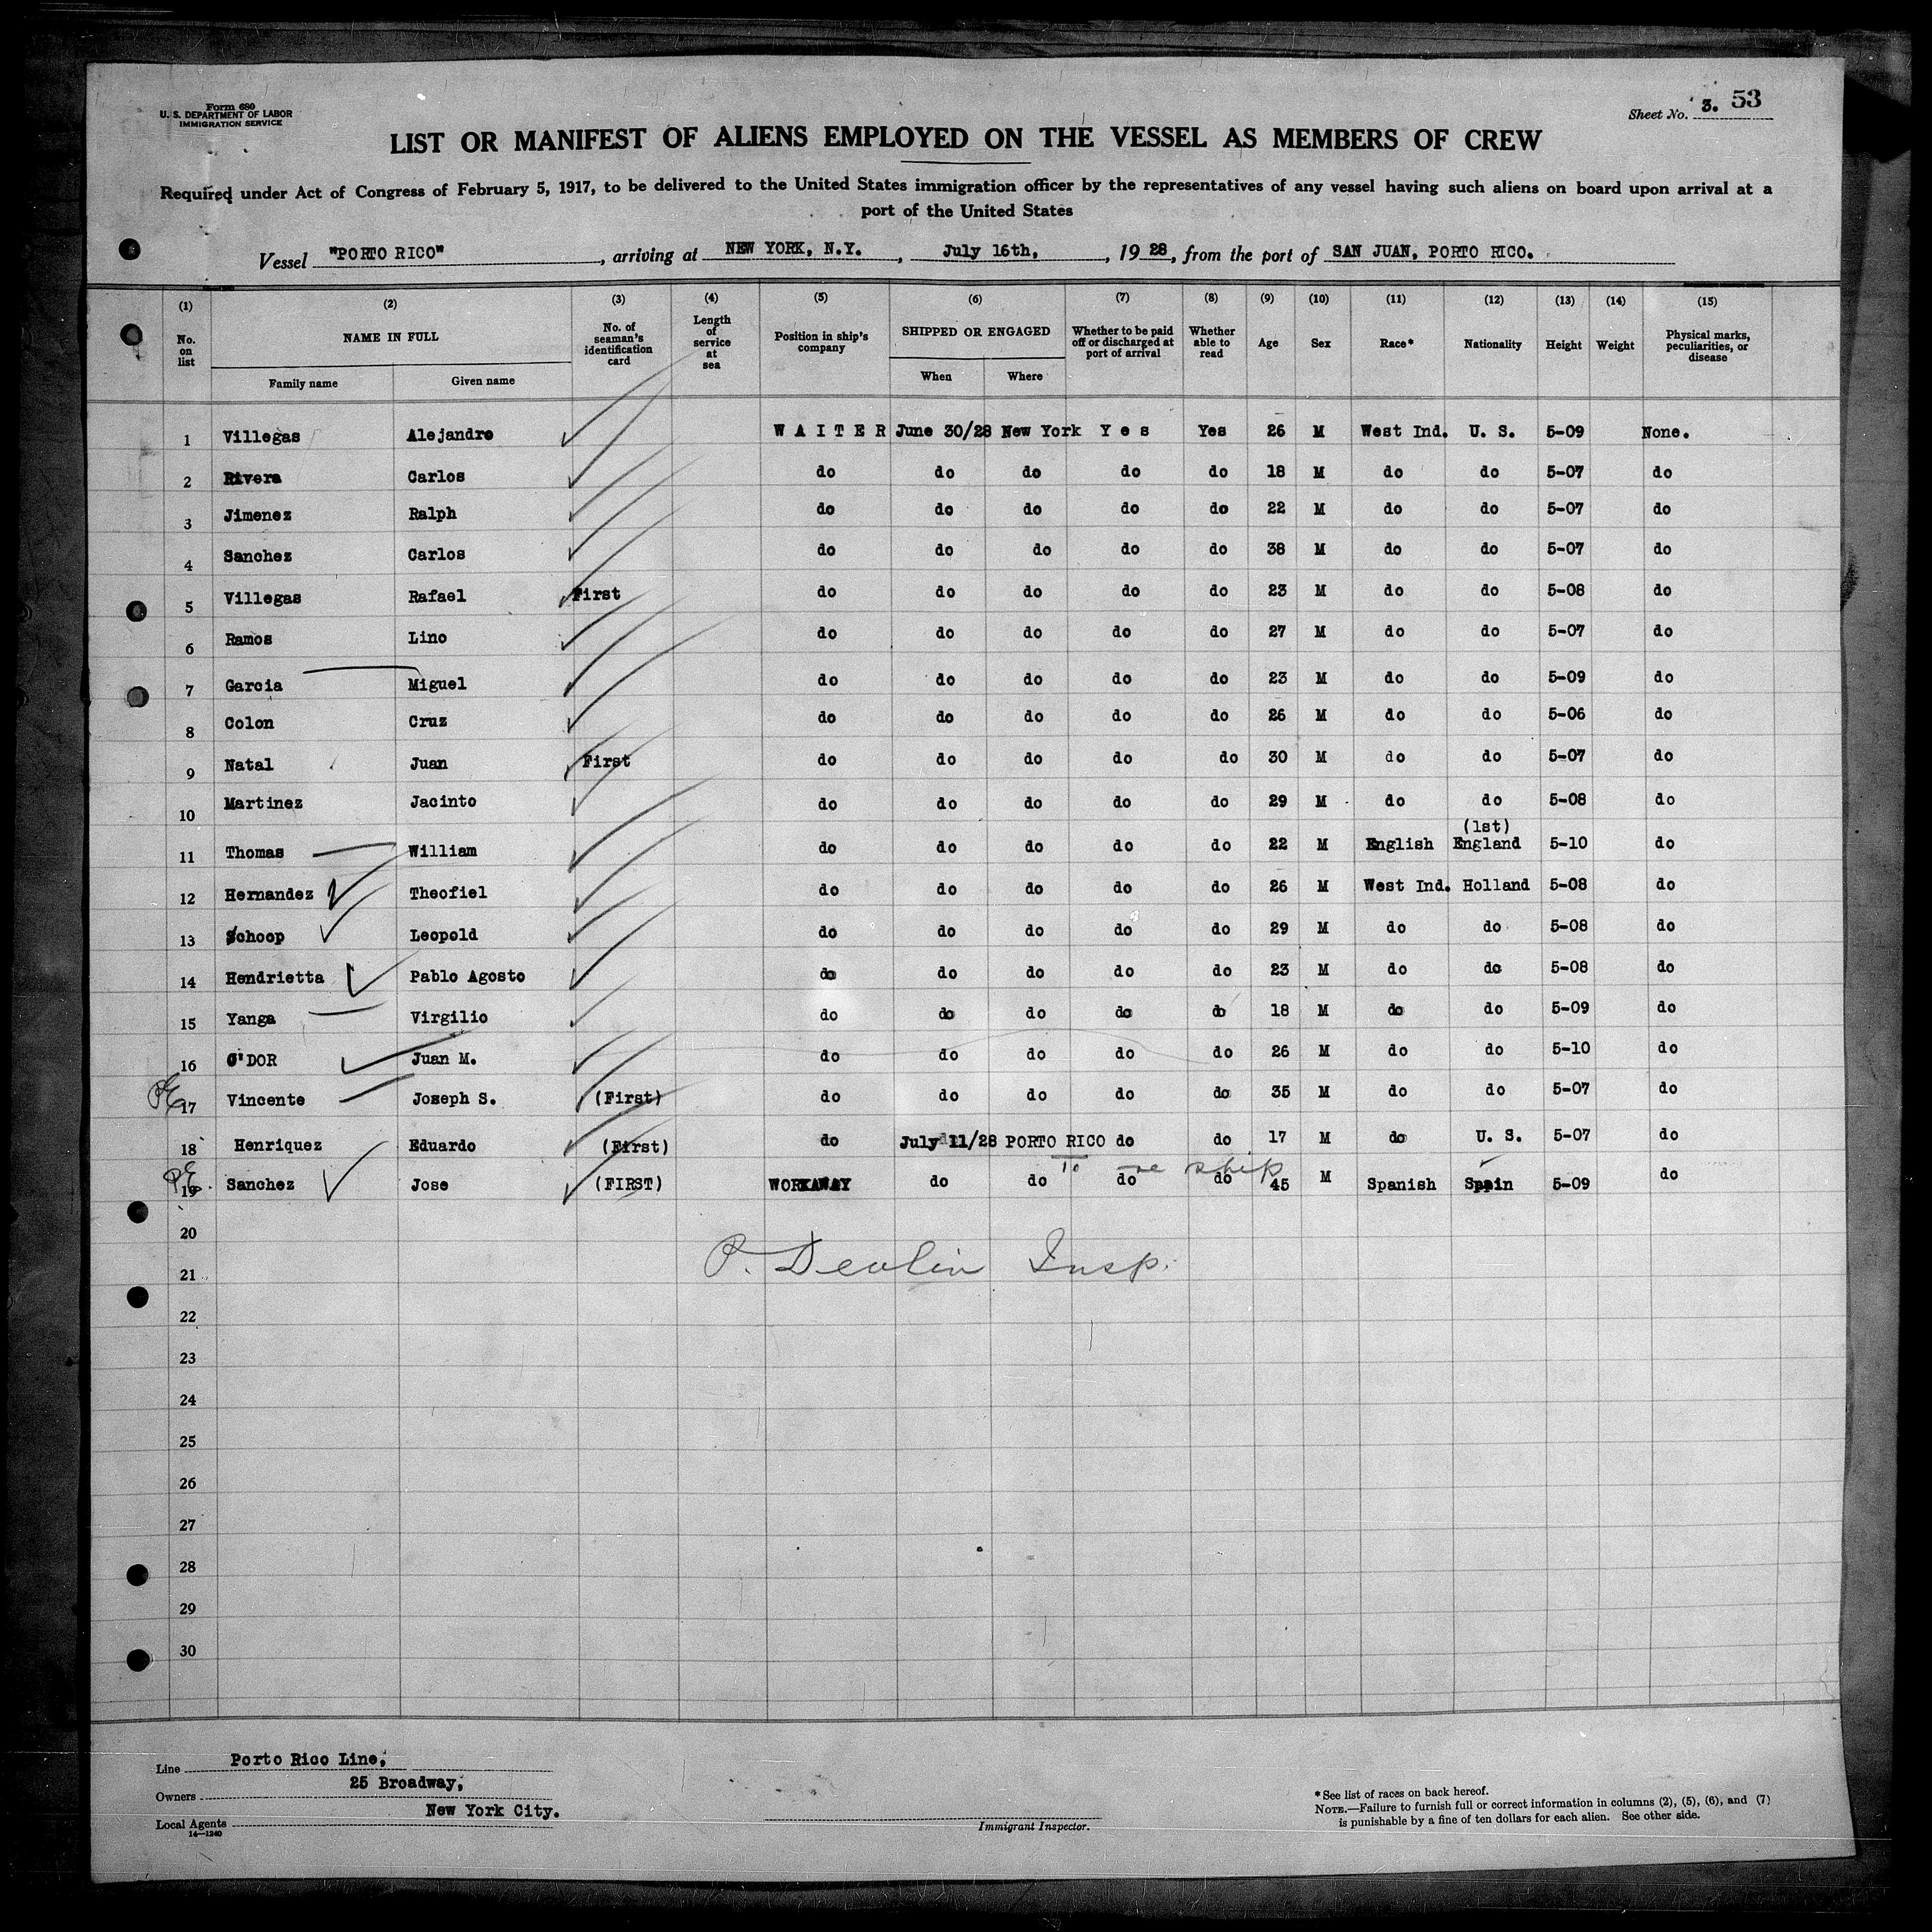 Form 680
U. S. DEPARTMENT OF LABOR
IMMIGRATION SERVICE
Sheet No. 3. 53
LIST OR MANIFEST OF ALIENS EMPLOYED ON THE VESSEL AS MEMBERS OF CREW
Required under Act of Congress of February 5, 1917, to be delivered to the United States immigration officer by the representatives of any vessel having such aliens on board upon arrival at a
port of the United States
Vessel "PORTO RICO", arriving at NEW YORK, N.Y., July 16th, , 1928, from the port of SAN JUAN, PORTO RICO.
(1) (2) (3) (4) (5) (6) (7) (8) (9) (10) (11) (12) (13) (14) (15)
No. on list NAME IN FULL No. of seaman's identification card Length of service at sea Position in ship's company SHIPPED OR ENGAGED Whether to be paid off or discharged at port of arrival Whether able to read Age Sex Race* Nationality Height Weight Physical marks, peculiarities, or disease
Family name Given name When Where
1 Villegas Alejandro WAITER June 30/28 New York Yes Yes 26 M West Ind. U. S. 5-09 None.
2 Rivera Carlos do do do do do 18 M do do 5-07 do
3 Jimenez Ralph do do do do do 22 M do do 5-07 do
4 Sanchez Carlos do do do do do 38 M do do 5-07 do
5 Villegas Rafael First do do do do do 23 M do do 5-08 do
6 Ramos Lino do do do do do 27 M do do 5-07 do
7 Garcia Miguel do do do do do 23 M do do 5-09 do
8 Colon Cruz do do do do do 26 M do do 5-06 do
9 Natal Juan First do do do do do 30 M do do 5-07 do
10 Martinez Jacinto do do do do do 29 M do do 5-08 do
(1st)
11 Thomas William do do do do do 22 M English England 5-10 do
12 Hernandez Theofiel do do do do do 26 M West Ind. Holland 5-08 do
13 Schoop Leopold do do do do do 29 M do do 5-08 do
14 Hendrietta Pablo Agosto do do do do do 23 M do do 5-08 do
15 Yanga Virgilio do do do do do 18 M do do 5-09 do
16 O'DOR Juan M. do do do do do 26 M do do 5-10 do
17 Vincente Joseph S. (First) do do do do do 35 M do do 5-07 do
18 Henriquez Eduardo (First) do July 11/28 PORTO RICO do do 17 M do U. S. 5-07 do
ship
19 Sanchez Jose (FIRST) WORKAWAY do do do do 45 M Spanish Spain 5-09 do
20
P. Devlin Insp.
21
22
23
24
25
26
27
28
29
30
Line Porto Rico Line,
25 Broadway,
Owners
New York City.
Local Agents
14-1240
Immigrant Inspector.
*See list of races on back hereof.
NOTE.—Failure to furnish full or correct information in columns (2), (5), (6), and (7)
is punishable by a fine of ten dollars for each alien. See other side.